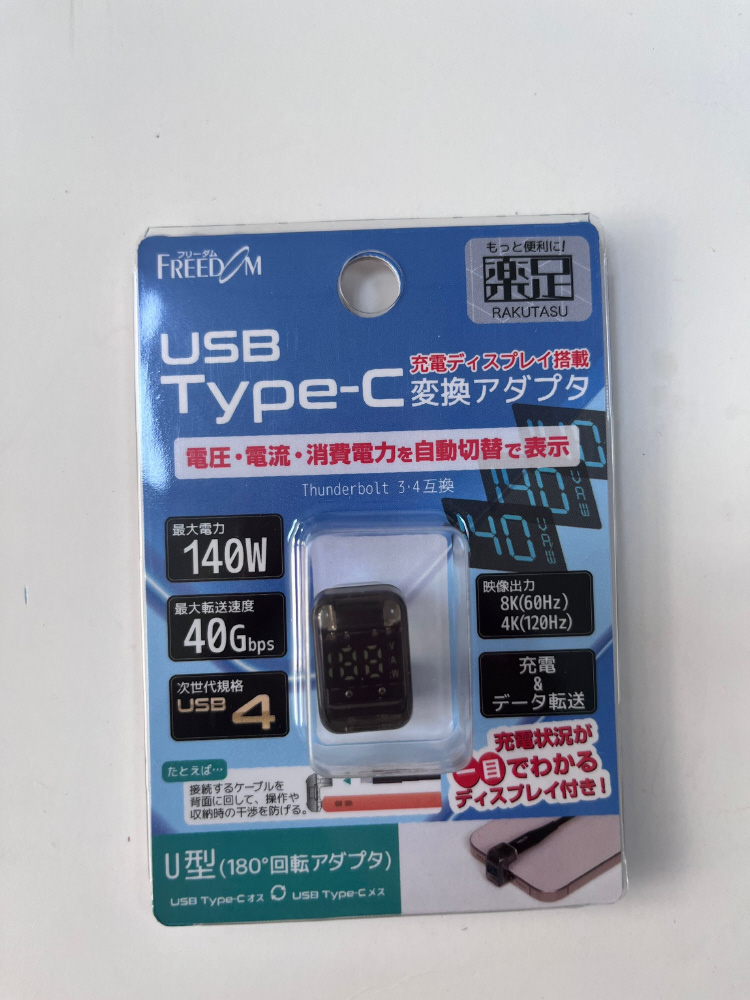 フリーダム
FREEDOM
もっと便利に!
楽足
RAKUTASU
USB
Type-C
充電ディスプレイ搭載
変換アダプタ
電圧・電流・消費電力を自動切替で表示
Thunderbolt 3・4互換
140
V
A
W
140
V
A
W
40
V
A
W
最大電力
140W
最大転送速度
40Gbps
次世代規格
USB 4
188
V
A
W
映像出力
8K(60Hz)
4K(120Hz)
充電
&
データ転送
充電状況が
一目でわかる
ディスプレイ付き!
たとえば…
接続するケーブルを
背面に回して、操作や
収納時の干渉を防げる。
U型(180°回転アダプタ)
USB Type-Cオス USB Type-Cメス